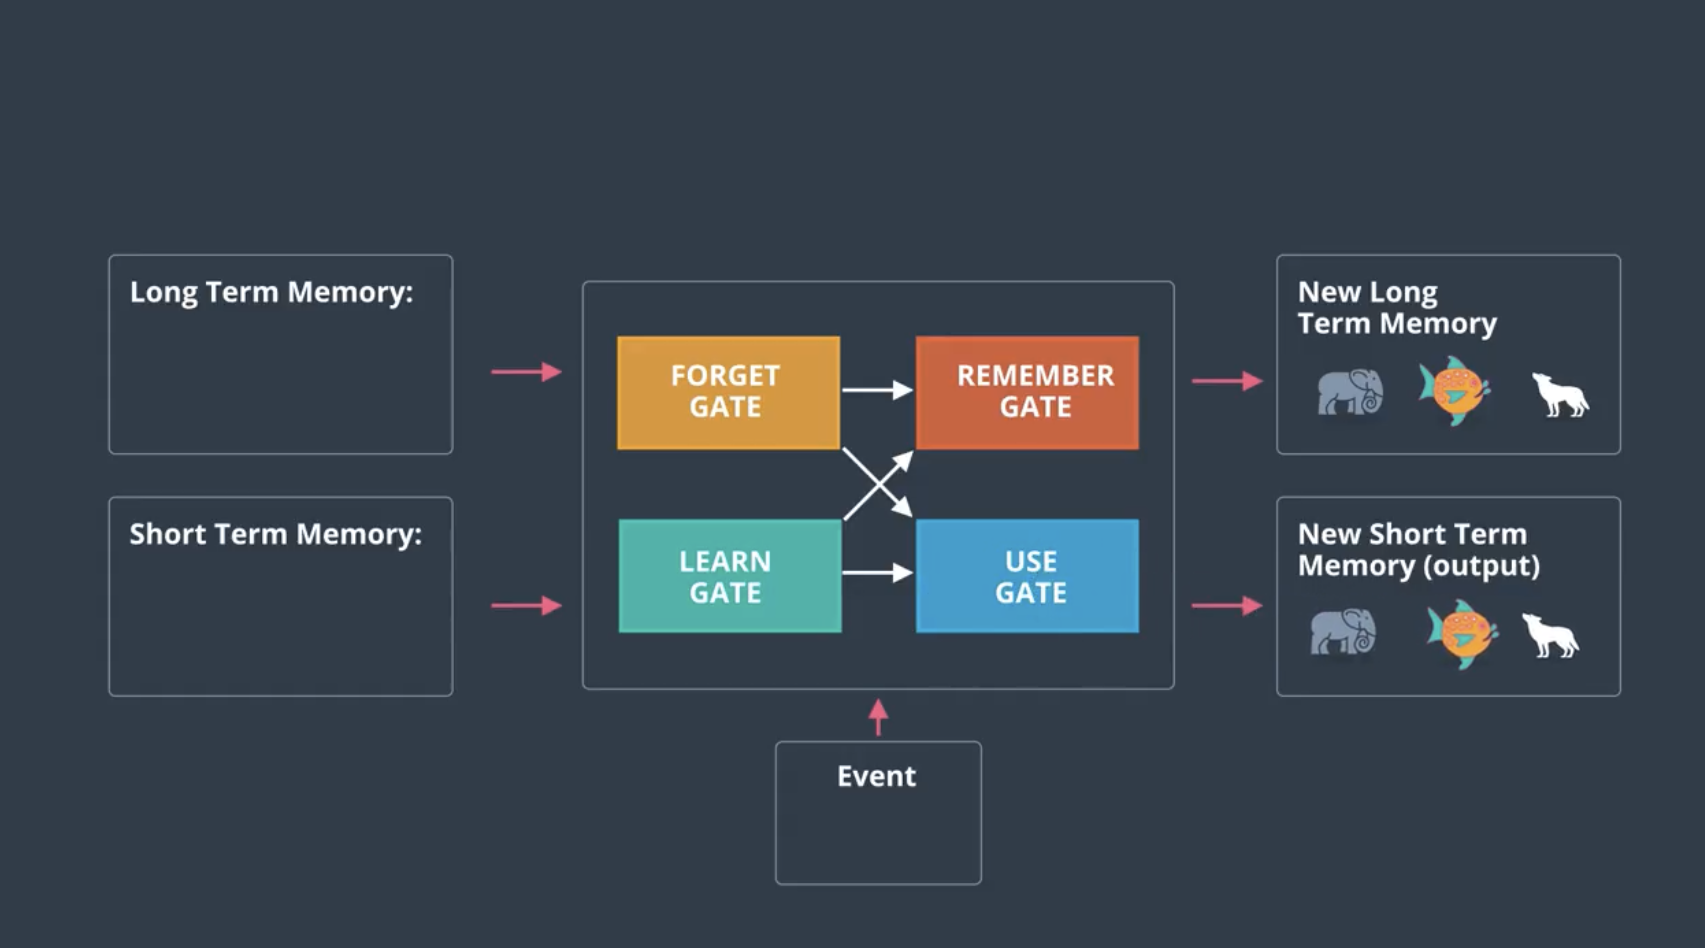 Long Term Memory:
Short Term Memory:
FORGET
GATE
REMEMBER
GATE
LEARN
GATE
USE
GATE
Event
New Long
Term Memory
New Short Term
Memory (output)